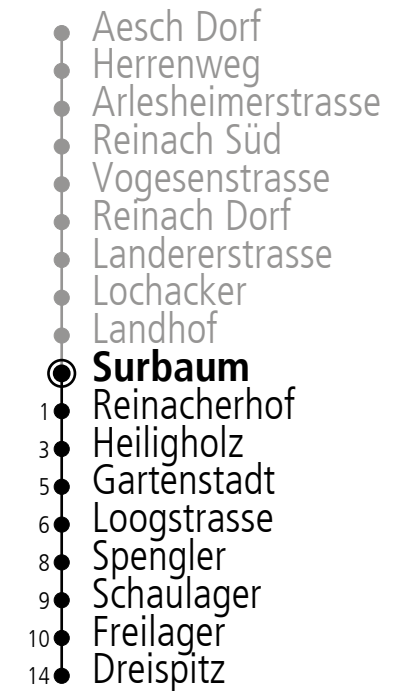 Aesch Dorf
Herrenweg
Arlesheimerstrasse
Reinach Süd
Vogesenstrasse
Reinach Dorf
Landererstrasse
Lochacker
Landhof
Surbaum
1 Reinacherhof
3 Heiligholz
5 Gartenstadt
6 Loogstrasse
8 Spengler
9 Schaulager
10 Freilager
14 Dreispitz